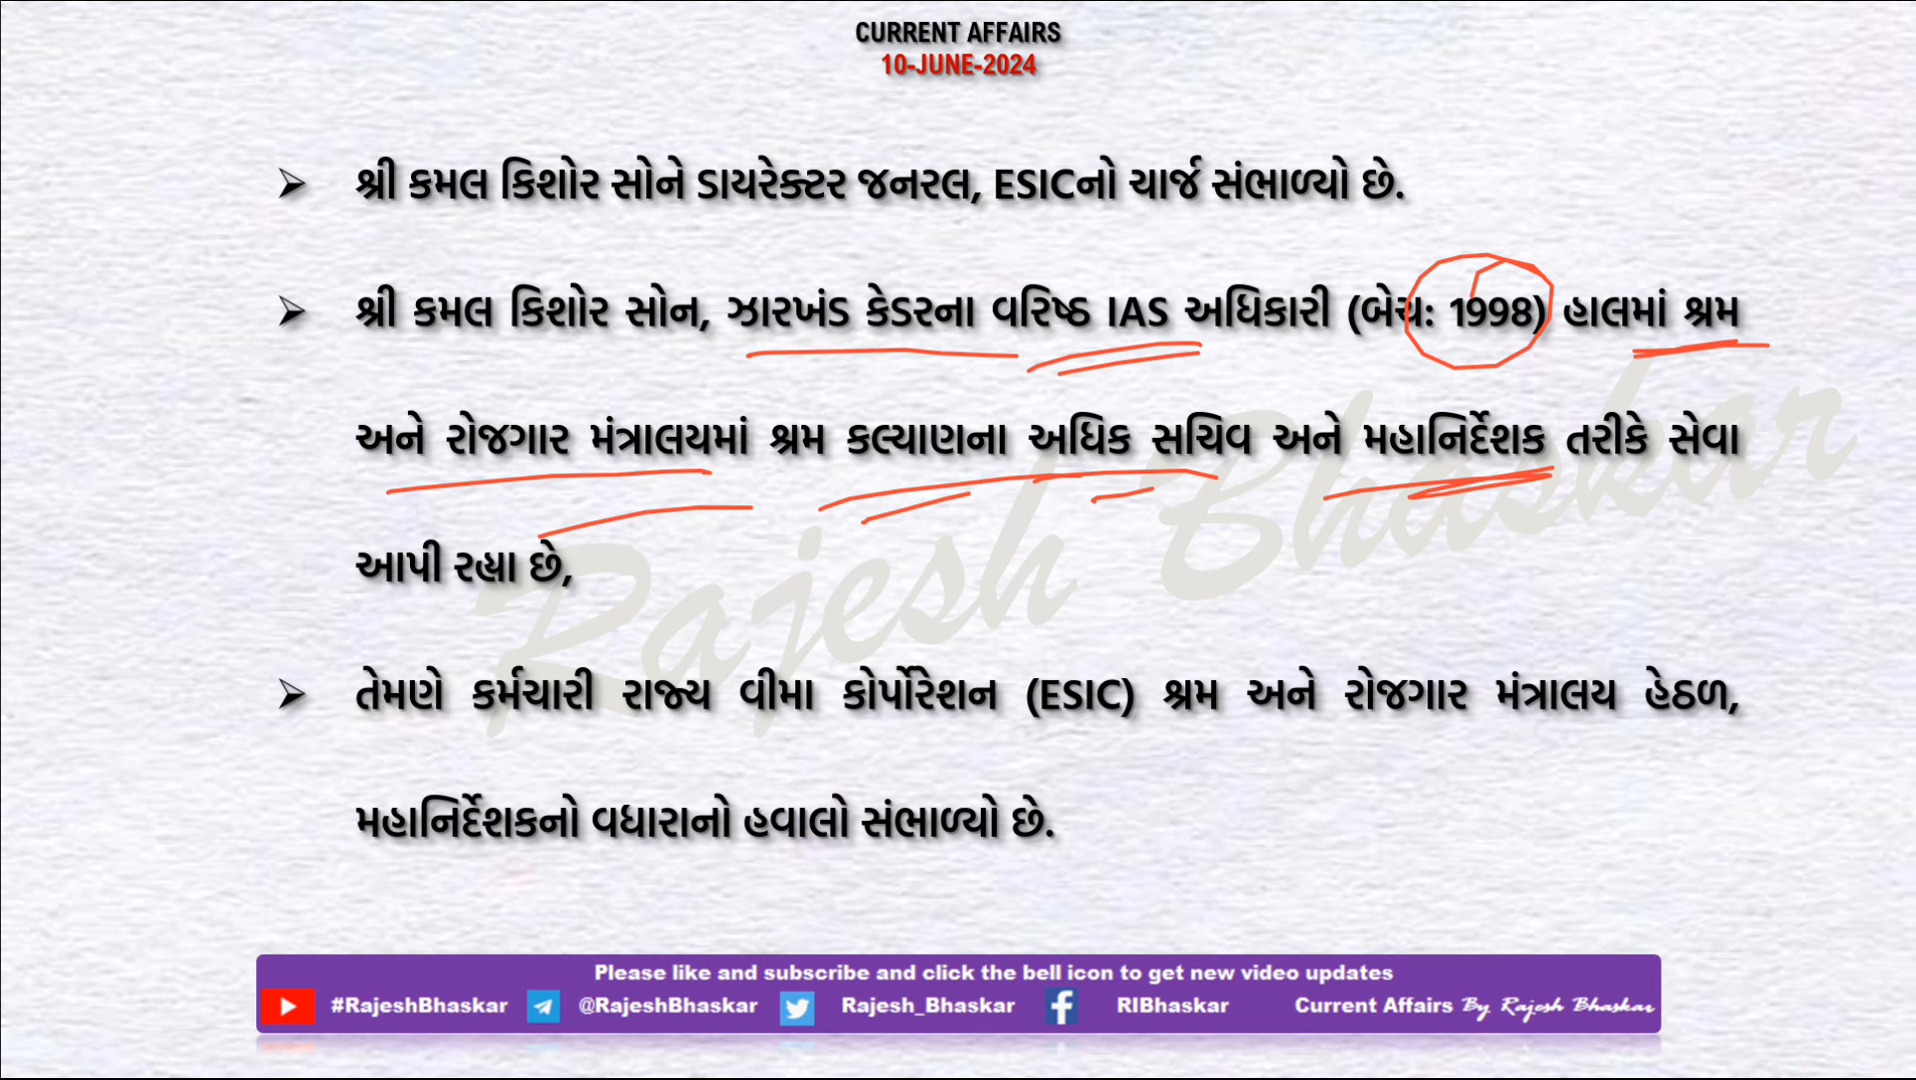 CURRENT AFFAIRS
10-JUNE-2024
➢ શ્રી કમલ કિશોર સોને ડાયરેક્ટર જનરલ, ESICનો ચાર્જ સંભાળ્યો છે.
➢ શ્રી કમલ કિશોર સોન, ઝારખંડ કેડરના વરિષ્ઠ IAS અધિકારી (બેચ: 1998) હાલમાં શ્રમ
અને રોજગાર મંત્રાલયમાં શ્રમ કલ્યાણના અધિક સચિવ અને મહાનિર્દેશક તરીકે સેવા
આપી રહ્યા છે,
➢ તેમણે કર્મચારી રાજ્ય વીમા કોર્પોરેશન (ESIC) શ્રમ અને રોજગાર મંત્રાલય હેઠળ,
મહાનિર્દેશકનો વધારાનો હવાલો સંભાળ્યો છે.
Rajesh Bhaskar
Please like and subscribe and click the bell icon to get new video updates
#RajeshBhaskar @RajeshBhaskar Rajesh_Bhaskar RIBhaskar Current Affairs By Rajesh Bhaskar